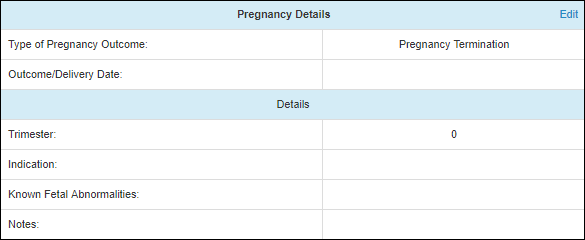 Pregnancy Details Edit
Type of Pregnancy Outcome: Pregnancy Termination
Outcome/Delivery Date:
Details
Trimester: 0
Indication:
Known Fetal Abnormalities:
Notes: